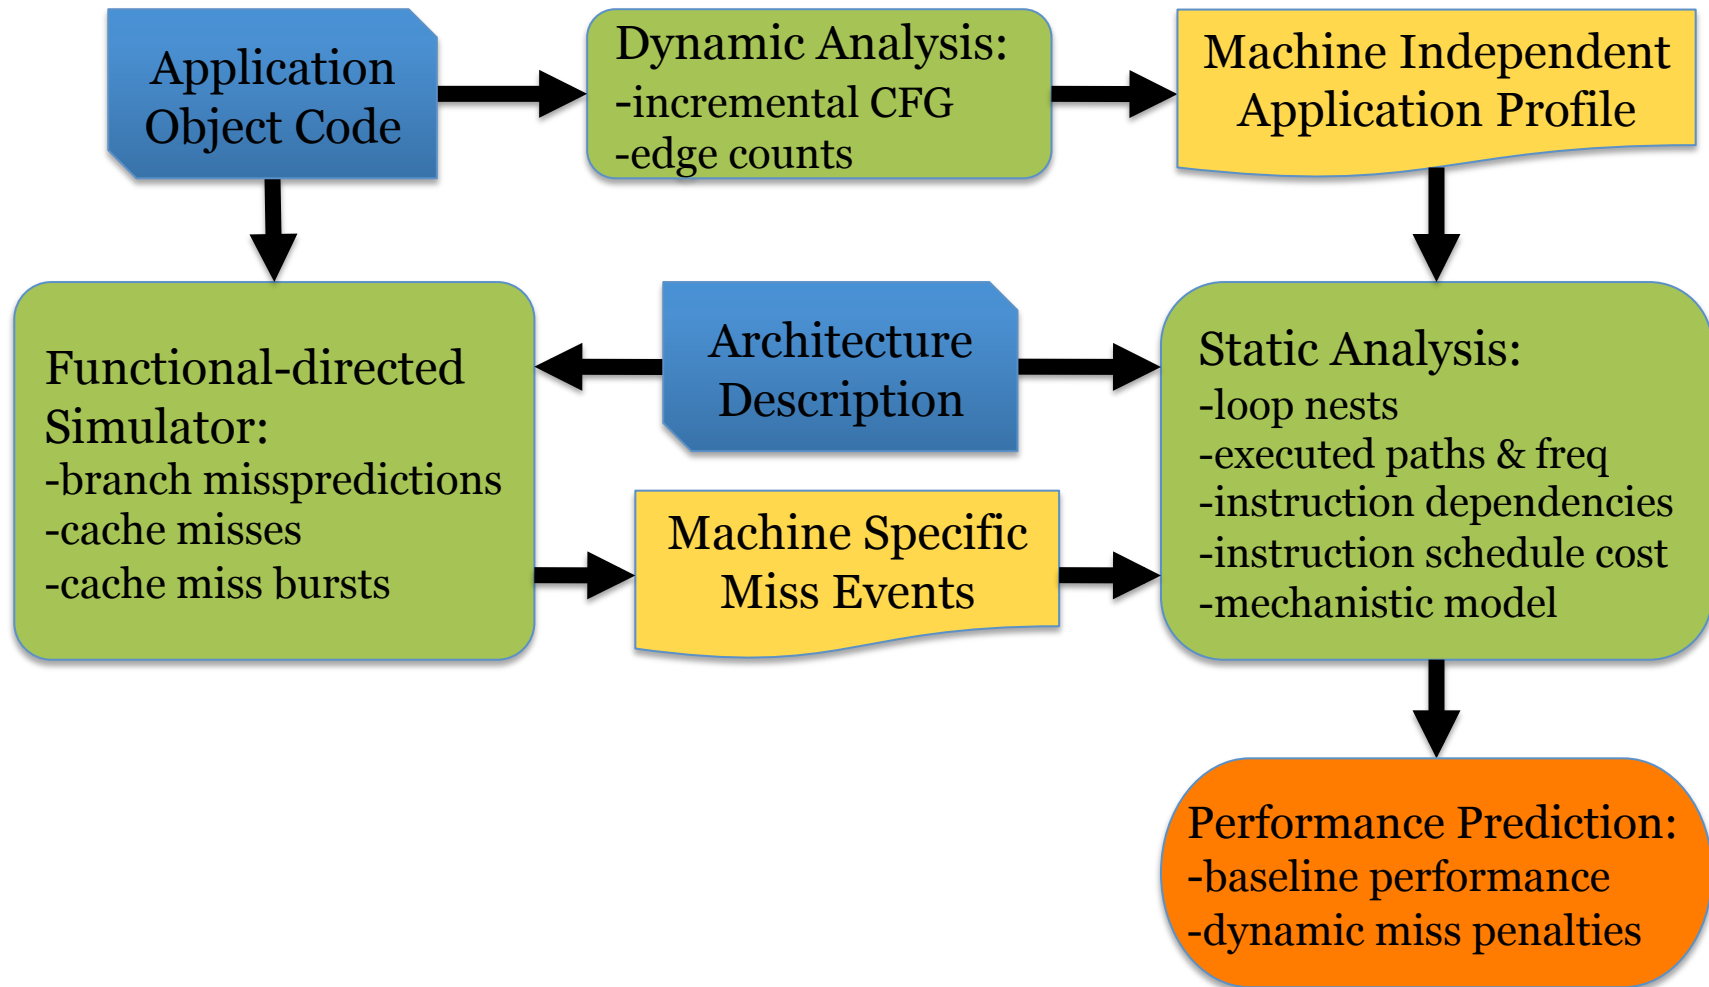 Application
Object Code
Dynamic Analysis:
-incremental CFG
-edge counts
Machine Independent
Application Profile
Functional-directed
Simulator:
-branch misspredictions
-cache misses
-cache miss bursts
Architecture
Description
Machine Specific
Miss Events
Static Analysis:
-loop nests
-executed paths & freq
-instruction dependencies
-instruction schedule cost
-mechanistic model
Performance Prediction:
-baseline performance
-dynamic miss penalties